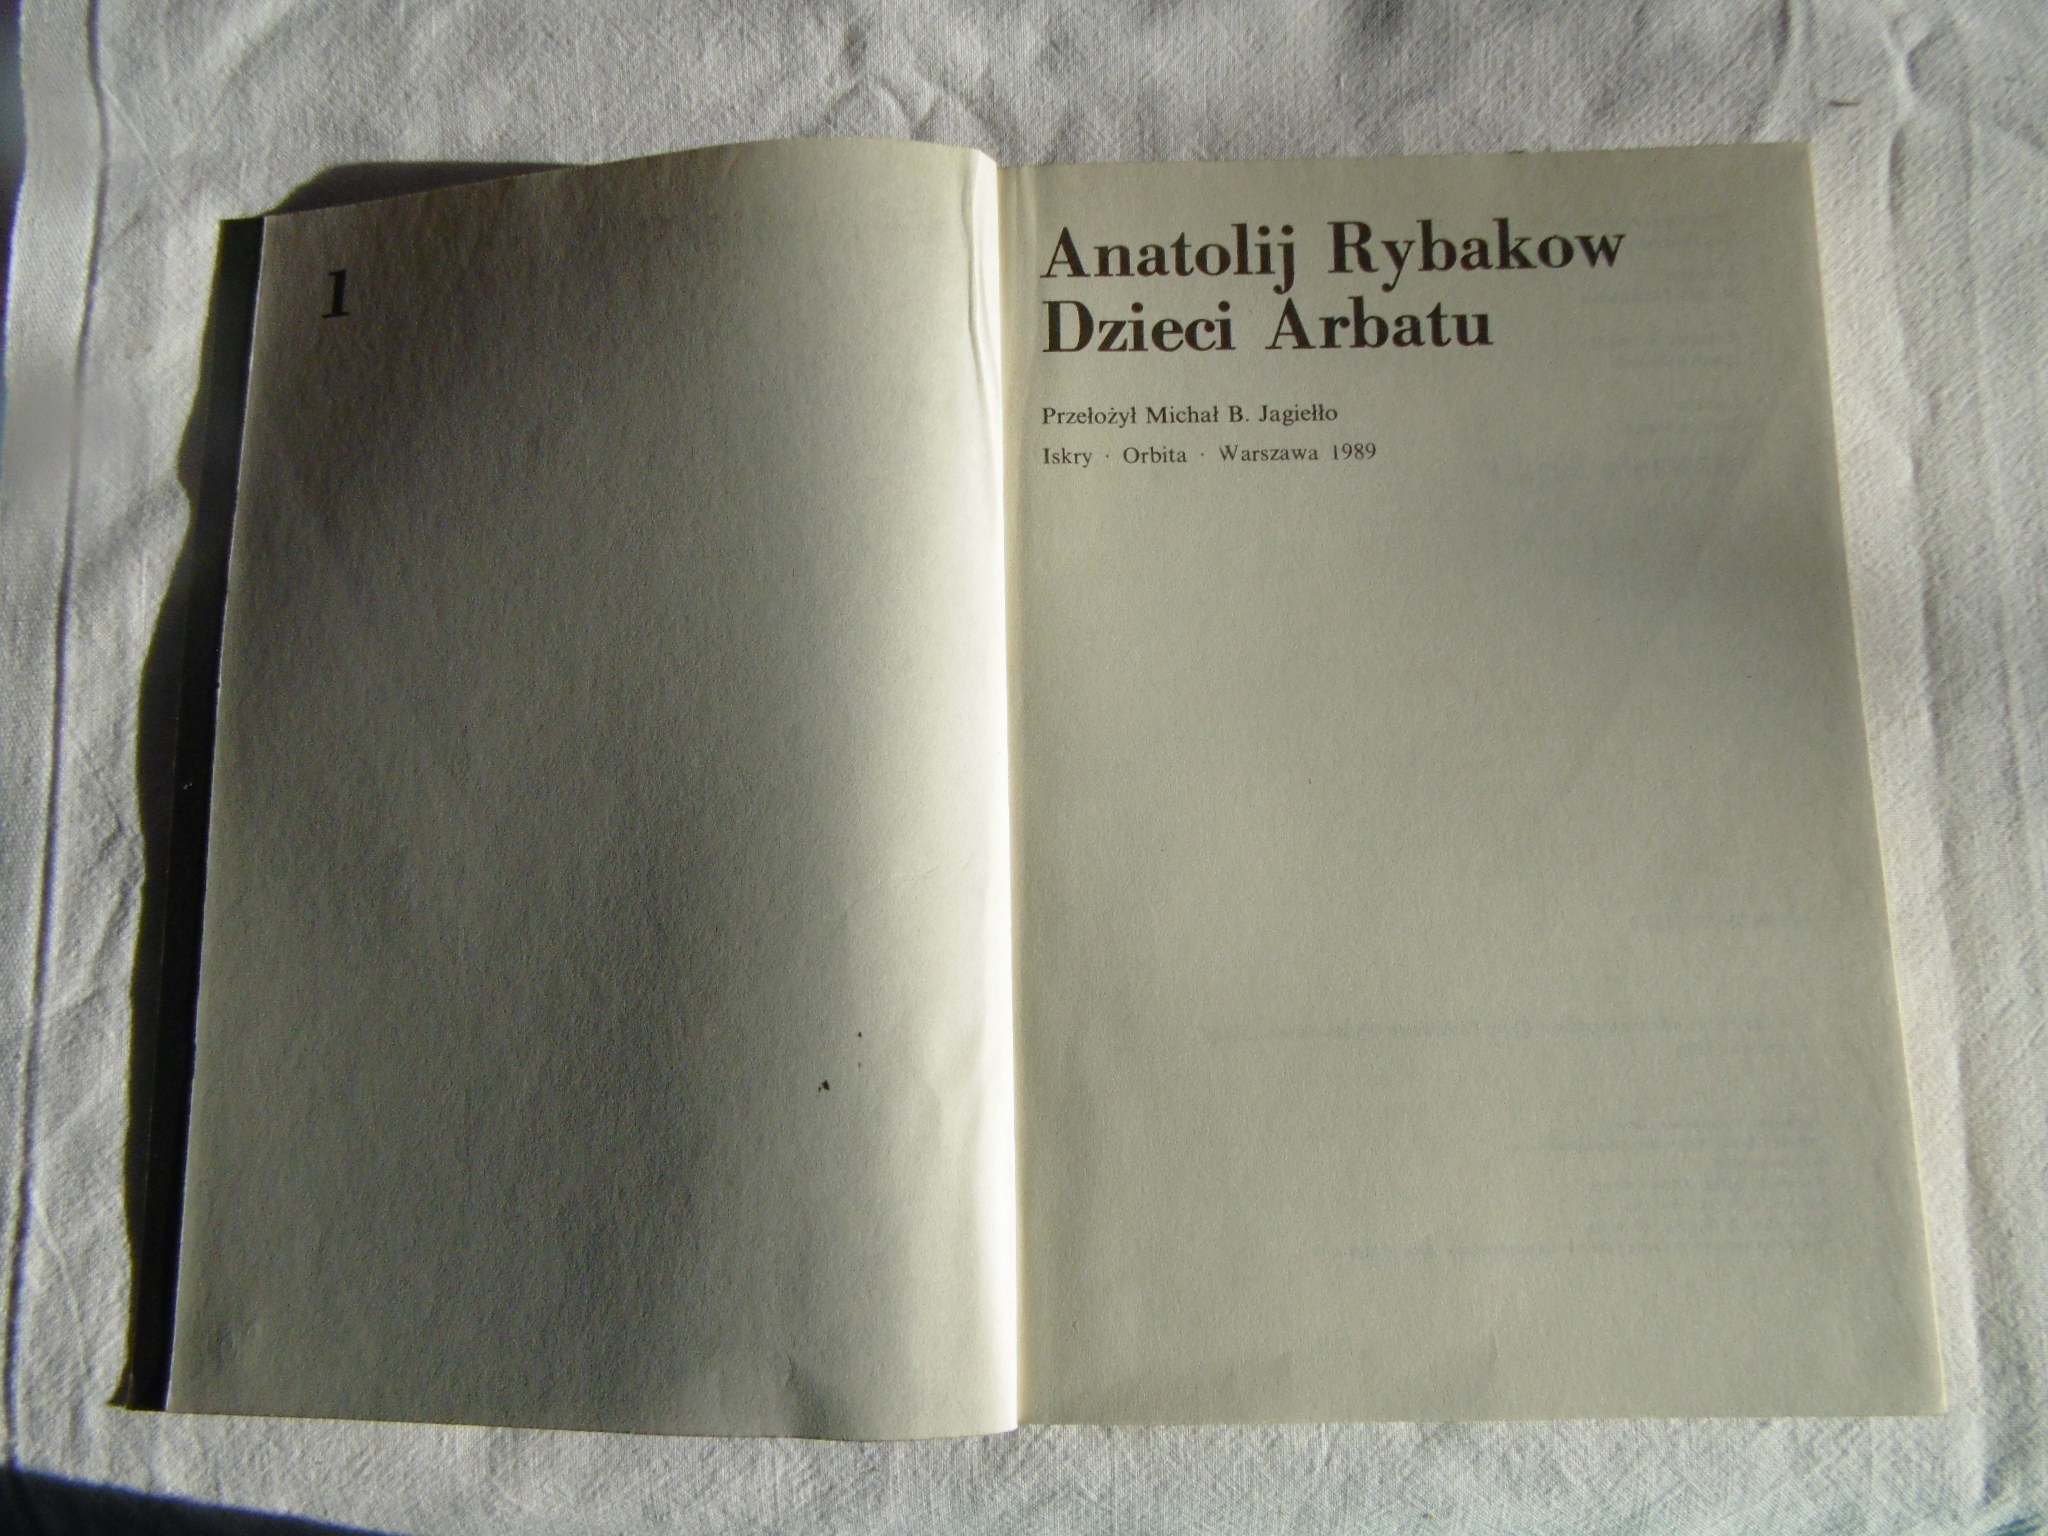 1
Anatolij Rybakow
Dzieci Arbatu
Przełożył Michał B. Jagiełło
Iskry · Orbita · Warszawa 1989